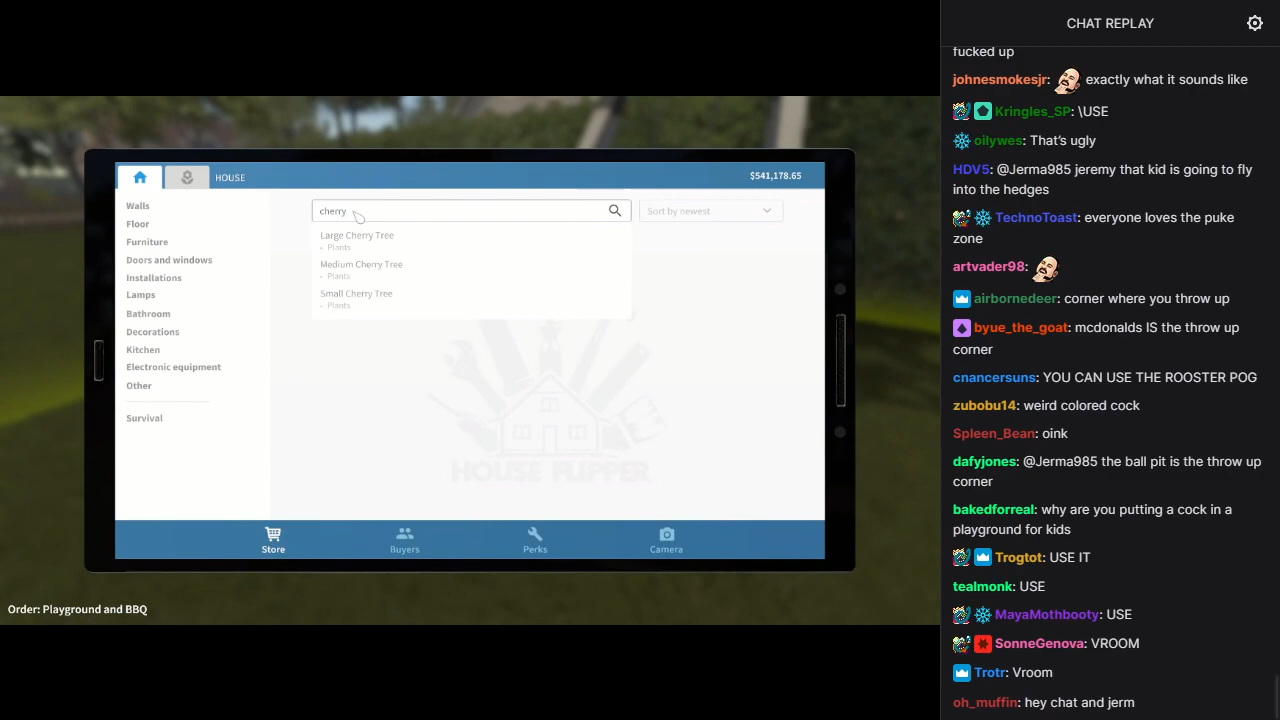 HOUSE
$541,178.65
Walls
Floor
Furniture
Doors and windows
Installations
Lamps
Bathroom
Decorations
Kitchen
Electronic equipment
Other
Survival
cherry
Sort by newest
Large Cherry Tree
• Plants
Medium Cherry Tree
• Plants
Small Cherry Tree
• Plants
HOUSE FLIPPER
Store
Buyers
Perks
Camera
Order: Playground and BBQ
CHAT REPLAY
fucked up
johnesmokesjr: exactly what it sounds like
Kringles_SP: \USE
oilywes: That's ugly
HDV5: @Jerma985 jeremy that kid is going to fly
into the hedges
TechnoToast: everyone loves the puke
zone
artvader98:
airbornedeer: corner where you throw up
byue_the_goat: mcdonalds IS the throw up
corner
cnancersuns: YOU CAN USE THE ROOSTER POG
zubobu14: weird colored cock
Spleen_Bean: oink
dafyjones: @Jerma985 the ball pit is the throw up
corner
bakedforreal: why are you putting a cock in a
playground for kids
Trogtot: USE IT
tealmonk: USE
MayaMothbooty: USE
SonneGenova: VROOM
Trotr: Vroom
oh_muffin: hey chat and jerm